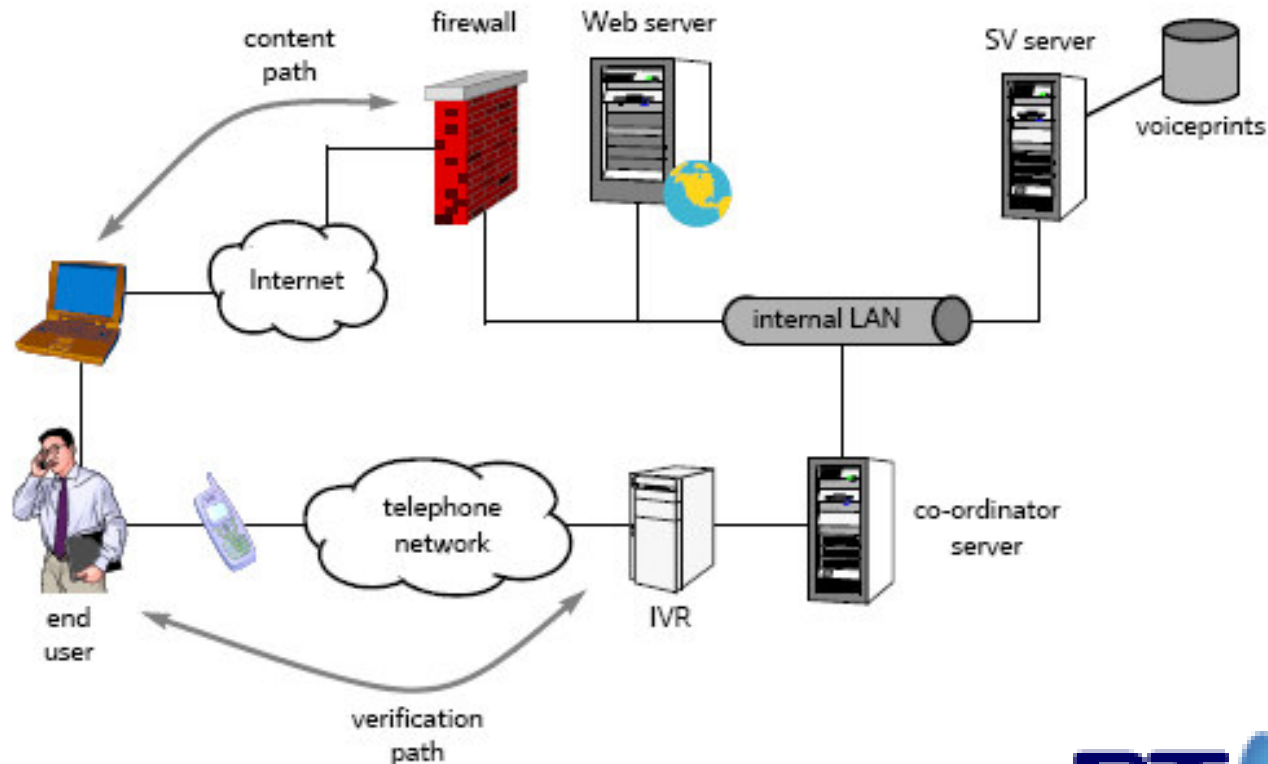 firewall
Web server
content
path
SV server
voiceprints
Internet
internal LAN
telephone
network
co-ordinator
server
end
user
IVR
verification
path